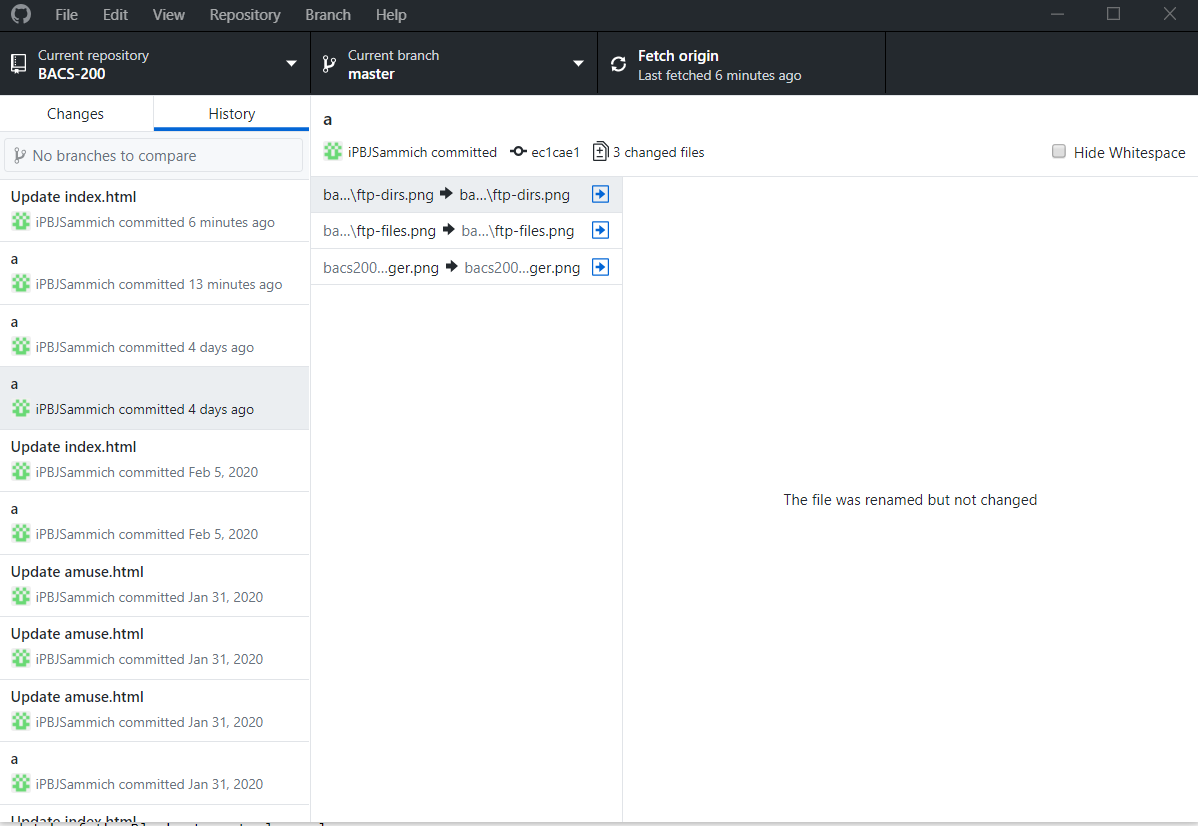 File Edit View Repository Branch Help
Current repository
BACS-200
Current branch
master
Fetch origin
Last fetched 6 minutes ago
Changes
History
No branches to compare
Update index.html
iPBJSammich committed 6 minutes ago
a
iPBJSammich committed 13 minutes ago
a
iPBJSammich committed 4 days ago
a
iPBJSammich committed 4 days ago
Update index.html
iPBJSammich committed Feb 5, 2020
a
iPBJSammich committed Feb 5, 2020
Update amuse.html
iPBJSammich committed Jan 31, 2020
Update amuse.html
iPBJSammich committed Jan 31, 2020
Update amuse.html
iPBJSammich committed Jan 31, 2020
a
iPBJSammich committed Jan 31, 2020
Update index.html
a
iPBJSammich committed ec1cae1 3 changed files
Hide Whitespace
ba...\ftp-dirs.png ba...\ftp-dirs.png
ba...\ftp-files.png ba...\ftp-files.png
bacs200...ger.png bacs200...ger.png
The file was renamed but not changed